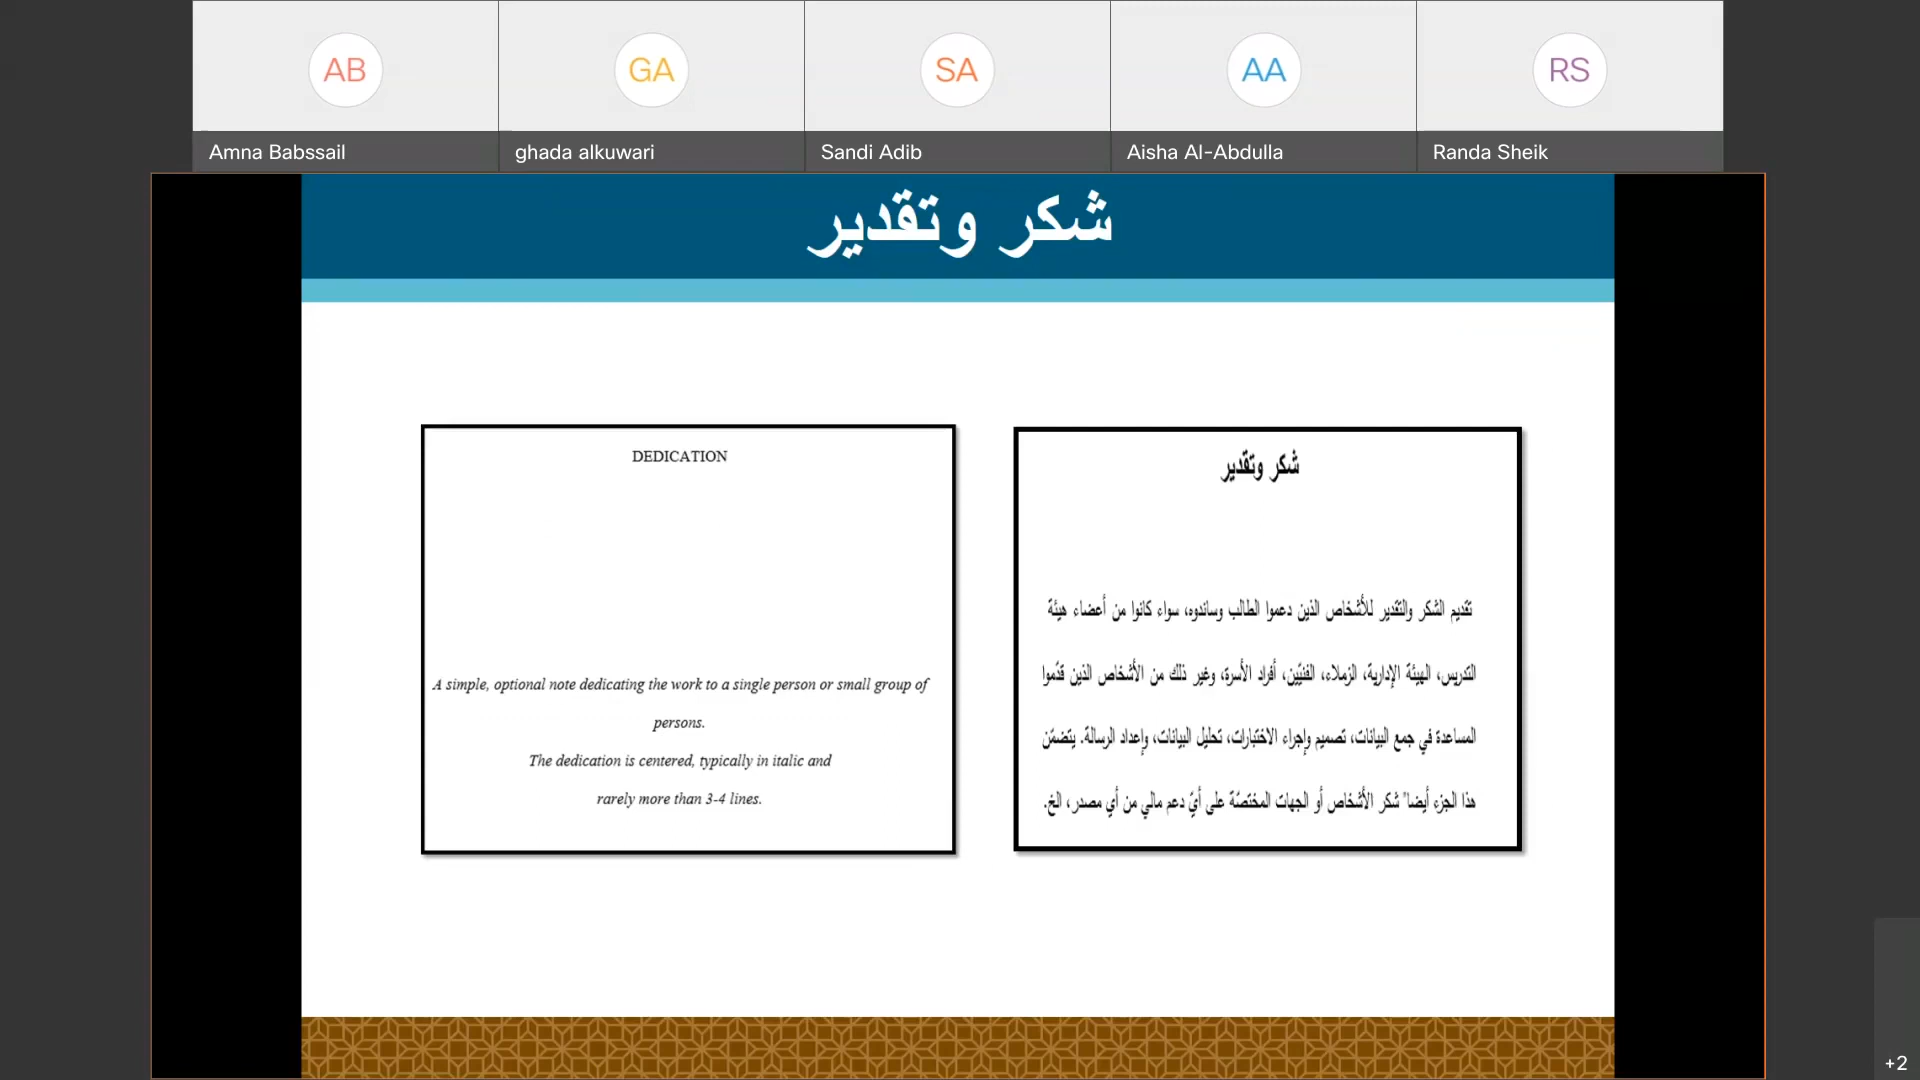 AB
GA
SA
AA
RS
Amna Babssail
ghada alkuwari
Sandi Adib
Aisha Al-Abdulla
Randa Sheik
شكر وتقدير
DEDICATION
A simple, optional note dedicating the work to a single person or small group of
persons.
The dedication is centered, typically in italic and
rarely more than 3-4 lines.
شكر وتقدير
تقديم الشكر والتقدير للأشخاص الذين دعموا الطالب وساندوه، سواء كانوا من أعضاء هيئة
التدريس، الهيئة الإدارية، الزملاء، الفنيّين، أفراد الأسرة، وغير ذلك من الأشخاص الذين قدّموا
المساعدة في جمع البيانات، تصميم وإجراء الاختبارات، تحليل البيانات، وإعداد الرسالة. يتضمّن
هذا الجزء أيضا" شكر الأشخاص أو الجهات المختصّة على أيّ دعم مالي من أي مصدر، الخ.
+2